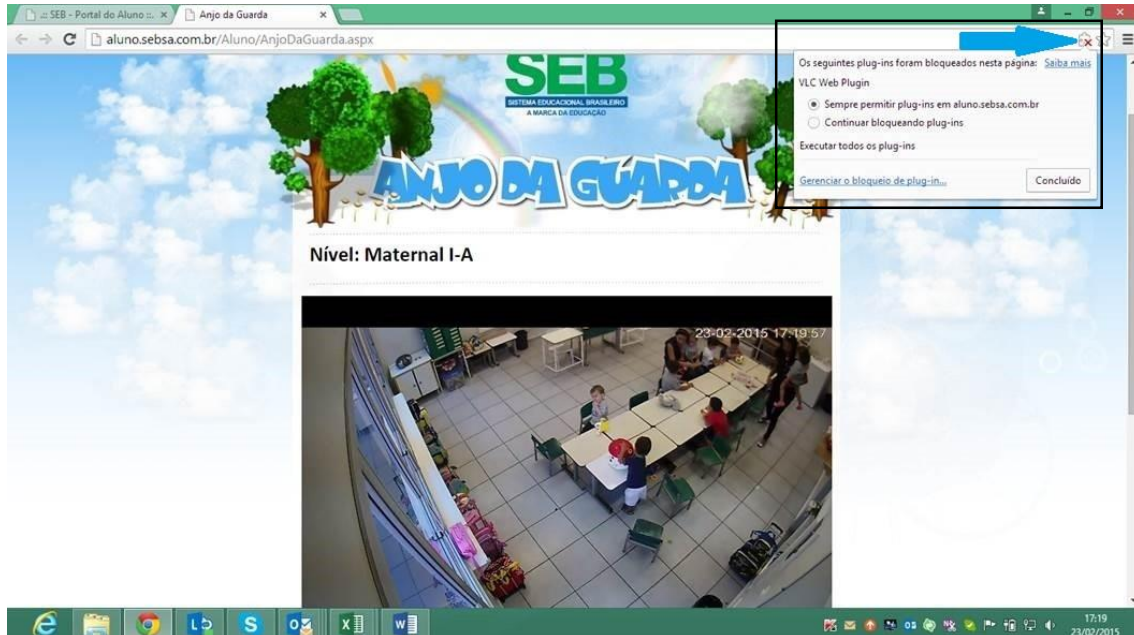 .:: SEB - Portal do Aluno ::.
Anjo da Guarda
aluno.sebsa.com.br/Aluno/AnjoDaGuarda.aspx
Os seguintes plug-ins foram bloqueados nesta página: Saiba mais
VLC Web Plugin
Sempre permitir plug-ins em aluno.sebsa.com.br
Continuar bloqueando plug-ins
Executar todos os plug-ins
Gerenciar o bloqueio de plug-in...
Concluído
SEB
SISTEMA EDUCACIONAL BRASILEIRO
A MARCA DA EDUCAÇÃO
ANJO DA GUARDA
Nível: Maternal I-A
23-02-2015 17:19:57
17:19
23/02/2015